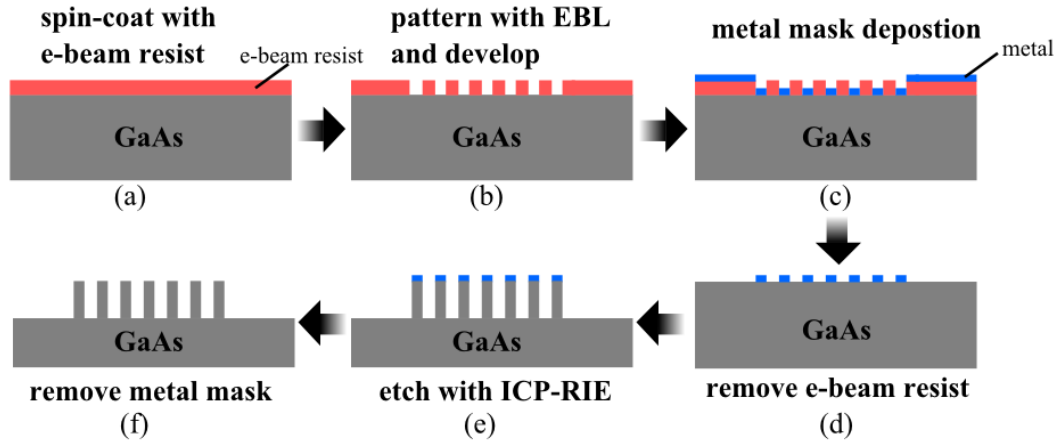 spin-coat with
e-beam resist
e-beam resist
GaAs
(a)
pattern with EBL
and develop
GaAs
(b)
metal mask depostion
metal
GaAs
(c)
GaAs
remove e-beam resist
(d)
GaAs
etch with ICP-RIE
(e)
GaAs
remove metal mask
(f)